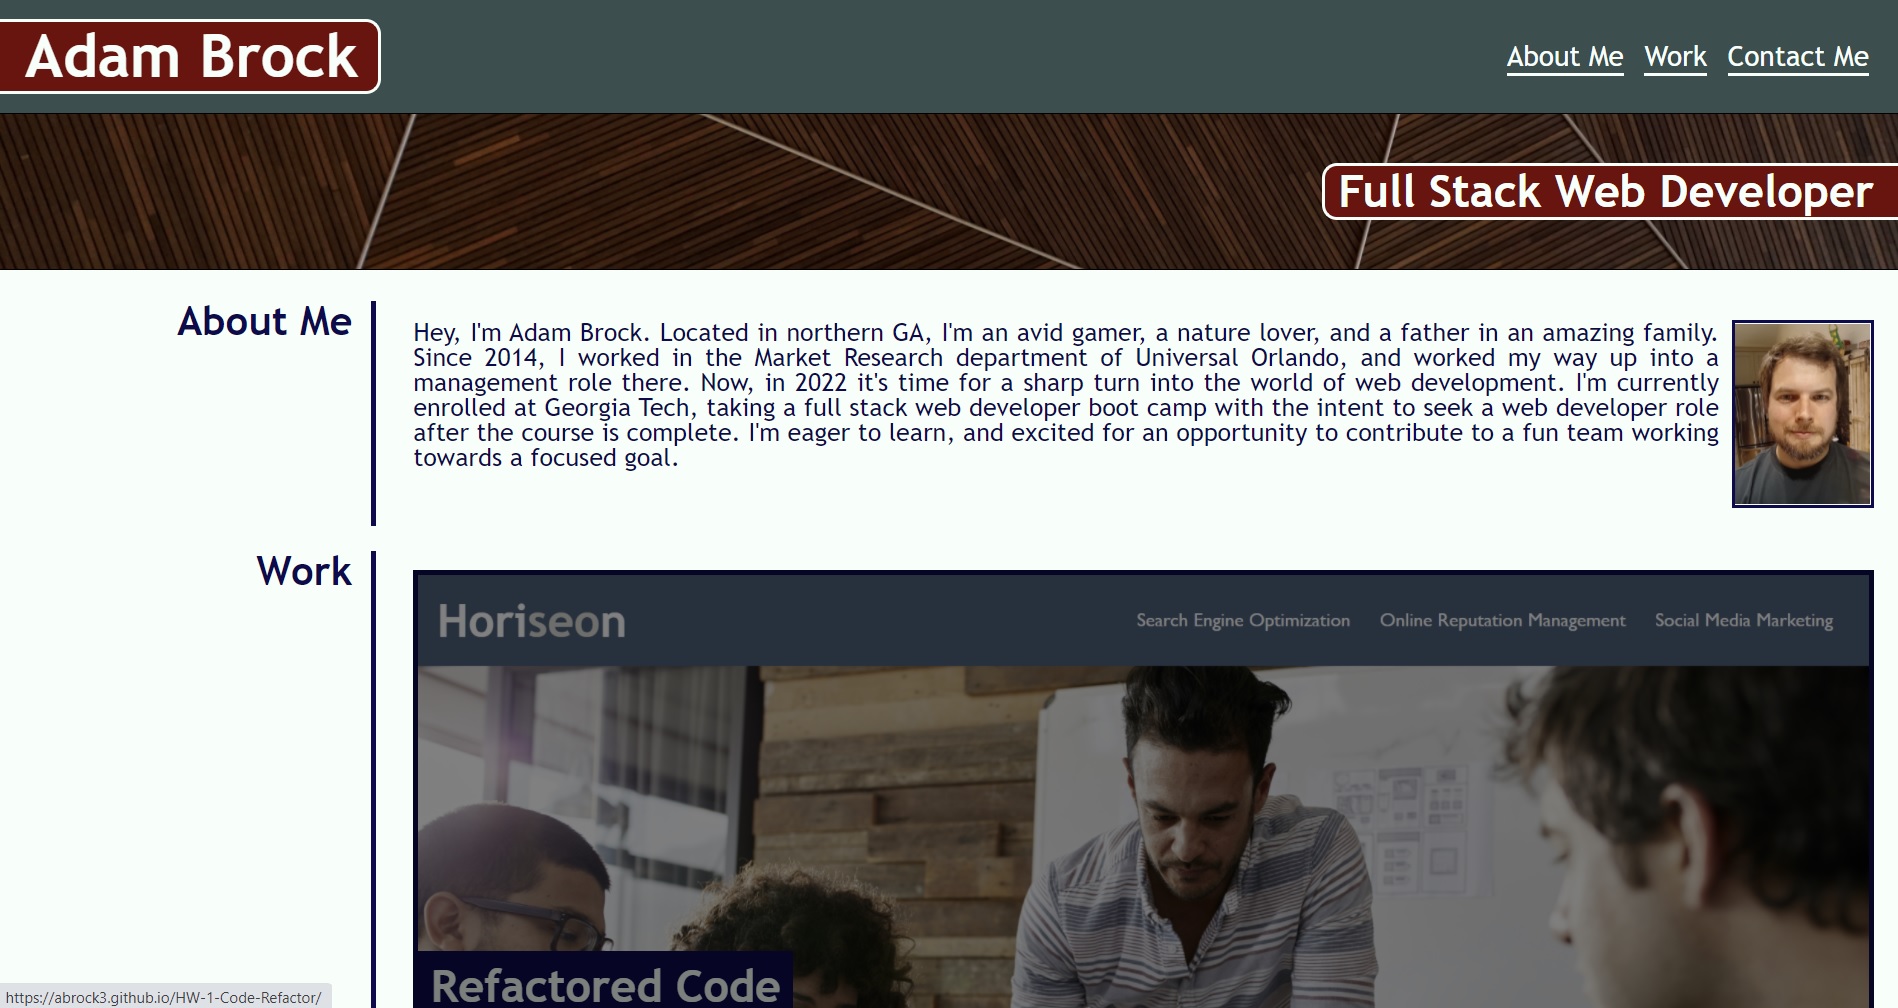 Adam Brock
About Me Work Contact Me
Full Stack Web Developer
About Me
Hey, I'm Adam Brock. Located in northern GA, I'm an avid gamer, a nature lover, and a father in an amazing family.
Since 2014, I worked in the Market Research department of Universal Orlando, and worked my way up into a
management role there. Now, in 2022 it's time for a sharp turn into the world of web development. I'm currently
enrolled at Georgia Tech, taking a full stack web developer boot camp with the intent to seek a web developer role
after the course is complete. I'm eager to learn, and excited for an opportunity to contribute to a fun team working
towards a focused goal.
Work
Horiseon
Search Engine Optimization Online Reputation Management Social Media Marketing
Refactored Code
https://abrock3.github.io/HW-1-Code-Refactor/